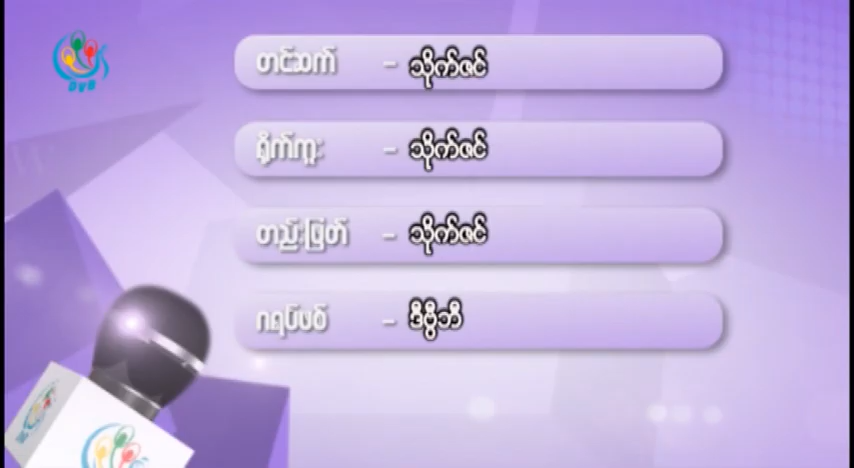 DVB
တင်ဆက် - သိုက်ဇင်
ရိုက်ကူး - သိုက်ဇင်
တည်းဖြတ် - သိုက်ဇင်
ဂရပ်ဖစ် - ဒီဗွီဘီ